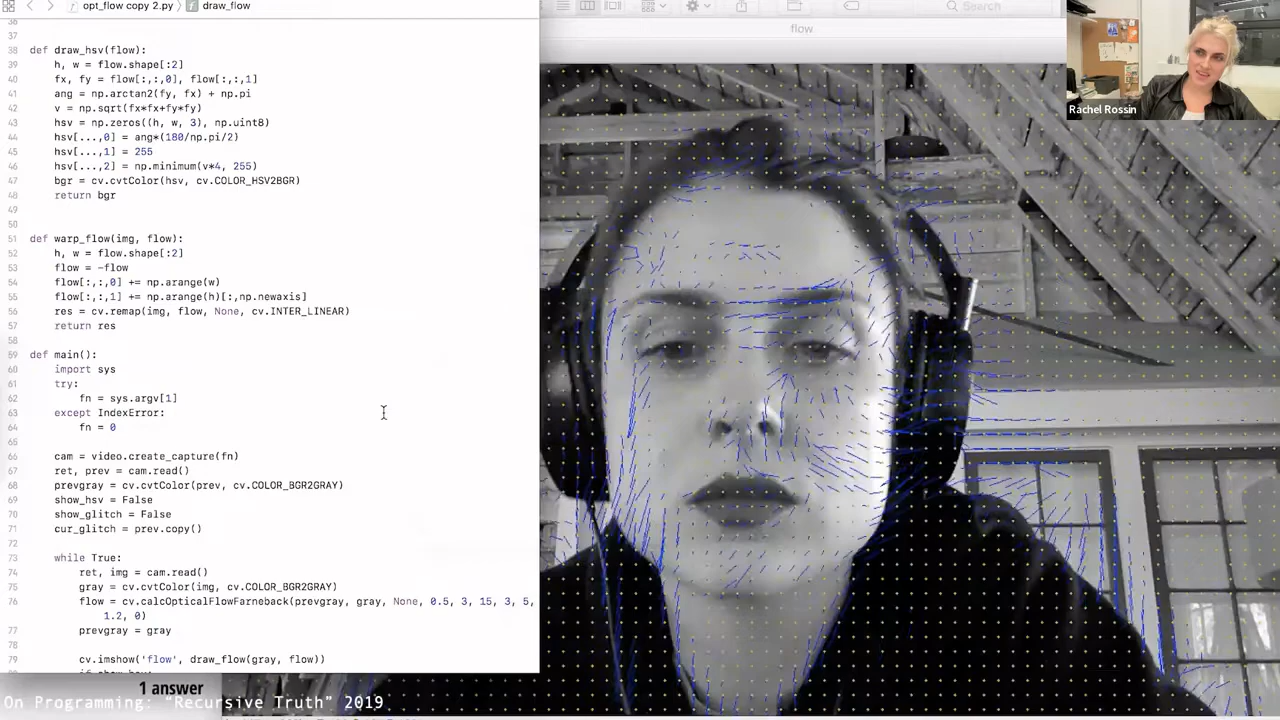 opt_flow copy 2.py draw_flow
36
37
38 def draw_hsv(flow):
39 h, w = flow.shape[:2]
40 fx, fy = flow[:,:,0], flow[:,:,1]
41 ang = np.arctan2(fy, fx) + np.pi
42 v = np.sqrt(fx*fx+fy*fy)
43 hsv = np.zeros((h, w, 3), np.uint8)
44 hsv[...,0] = ang*(180/np.pi/2)
45 hsv[...,1] = 255
46 hsv[...,2] = np.minimum(v*4, 255)
47 bgr = cv.cvtColor(hsv, cv.COLOR_HSV2BGR)
48 return bgr
49
50
51 def warp_flow(img, flow):
52 h, w = flow.shape[:2]
53 flow = -flow
54 flow[:,:,0] += np.arange(w)
55 flow[:,:,1] += np.arange(h)[:,np.newaxis]
56 res = cv.remap(img, flow, None, cv.INTER_LINEAR)
57 return res
58
59 def main():
60 import sys
61 try:
62 fn = sys.argv[1]
63 except IndexError:
64 fn = 0
65
66 cam = video.create_capture(fn)
67 ret, prev = cam.read()
68 prevgray = cv.cvtColor(prev, cv.COLOR_BGR2GRAY)
69 show_hsv = False
70 show_glitch = False
71 cur_glitch = prev.copy()
72
73 while True:
74 ret, img = cam.read()
75 gray = cv.cvtColor(img, cv.COLOR_BGR2GRAY)
76 flow = cv.calcOpticalFlowFarneback(prevgray, gray, None, 0.5, 3, 15, 3, 5,
1.2, 0)
77 prevgray = gray
78
79 cv.imshow('flow', draw_flow(gray, flow))
Search
flow
Rachel Rossin
1 answer
On Programming: "Recursive Truth" 2019